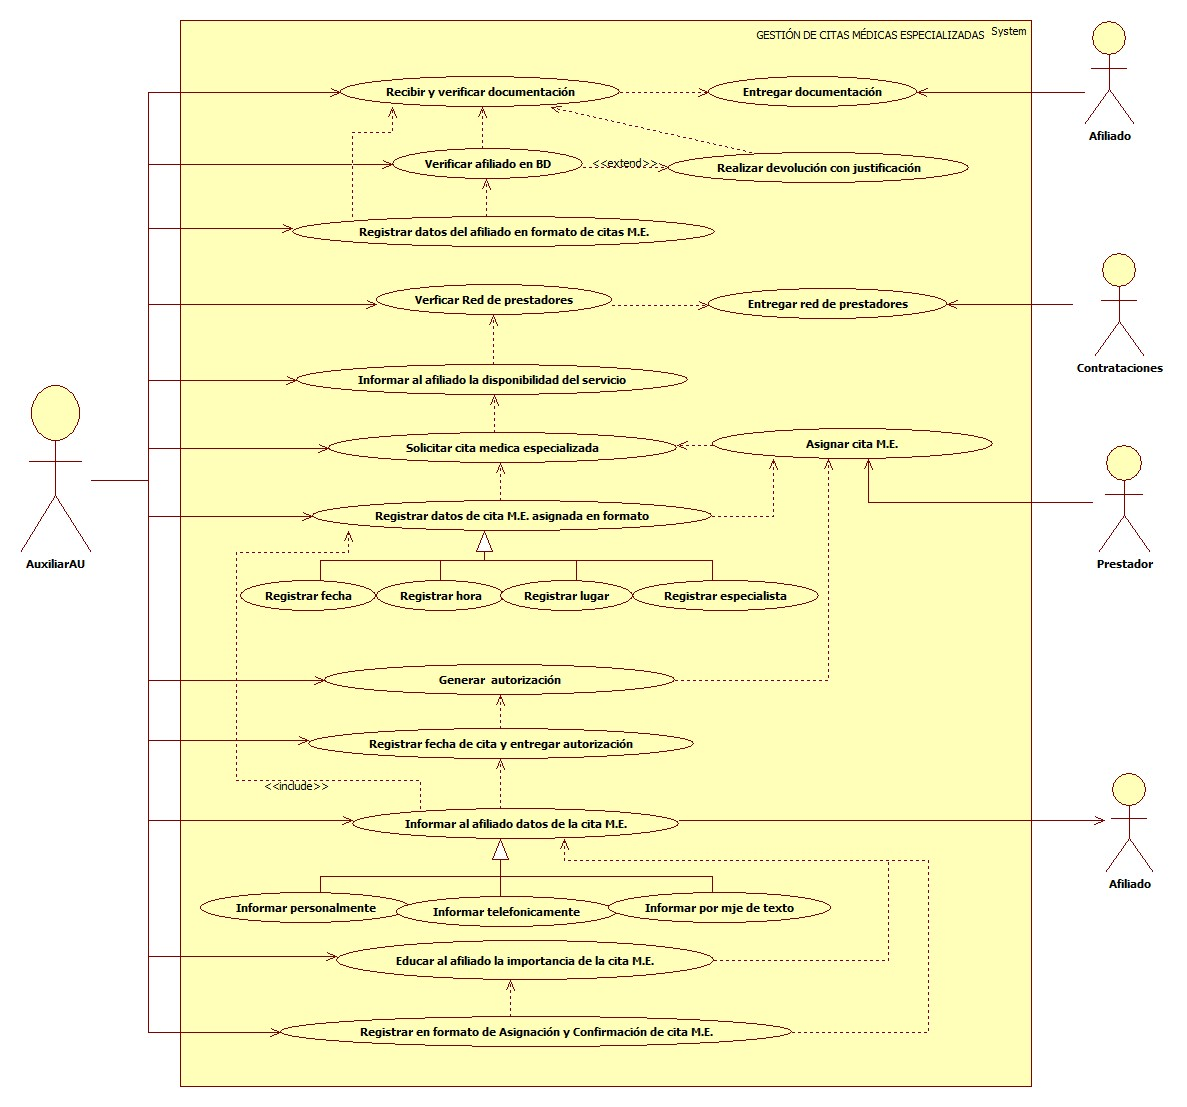 GESTIÓN DE CITAS MÉDICAS ESPECIALIZADAS System
Recibir y verificar documentación
Entregar documentación
Afiliado
Verificar afiliado en BD
<<extend>>
Realizar devolución con justificación
Registrar datos del afiliado en formato de citas M.E.
Verficar Red de prestadores
Entregar red de prestadores
Contrataciones
Informar al afiliado la disponibilidad del servicio
Solicitar cita medica especializada
Asignar cita M.E.
Registrar datos de cita M.E. asignada en formato
AuxiliarAU
Prestador
Registrar fecha
Registrar hora
Registrar lugar
Registrar especialista
Generar autorización
Registrar fecha de cita y entregar autorización
<<include>>
Informar al afiliado datos de la cita M.E.
Afiliado
Informar personalmente
Informar telefonicamente
Informar por mje de texto
Educar al afiliado la importancia de la cita M.E.
Registrar en formato de Asignación y Confirmación de cita M.E.